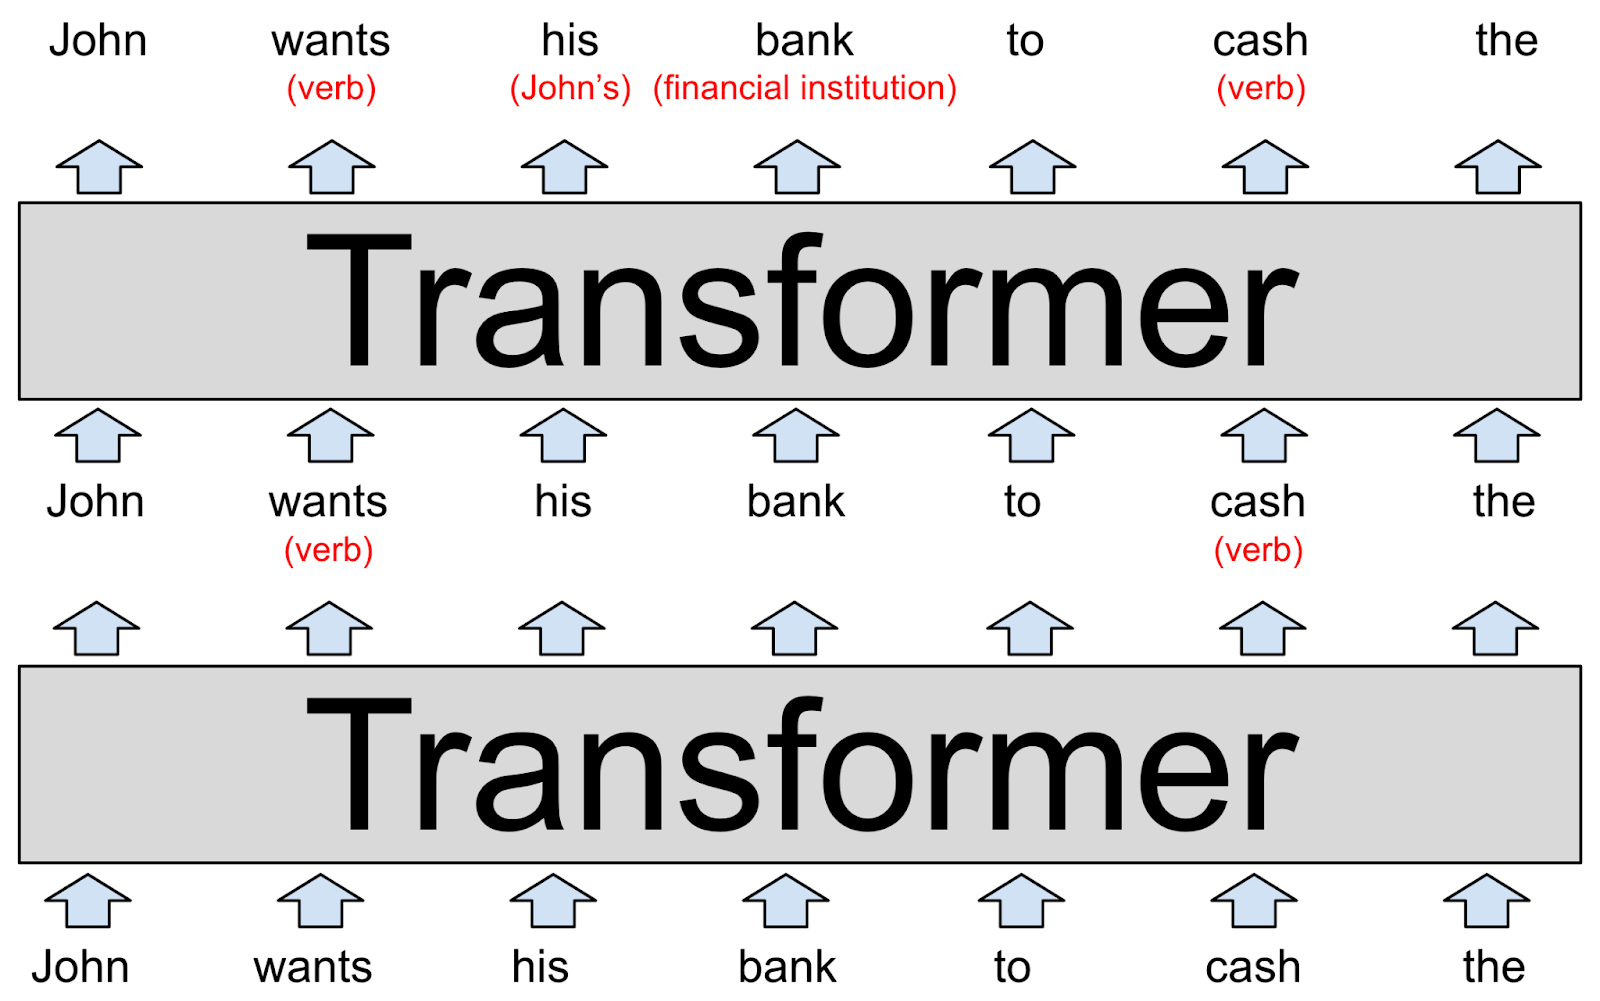 John wants his bank to cash the
(verb) (John's) (financial institution) (verb)
Transformer
John wants his bank to cash the
(verb) (verb)
Transformer
John wants his bank to cash the